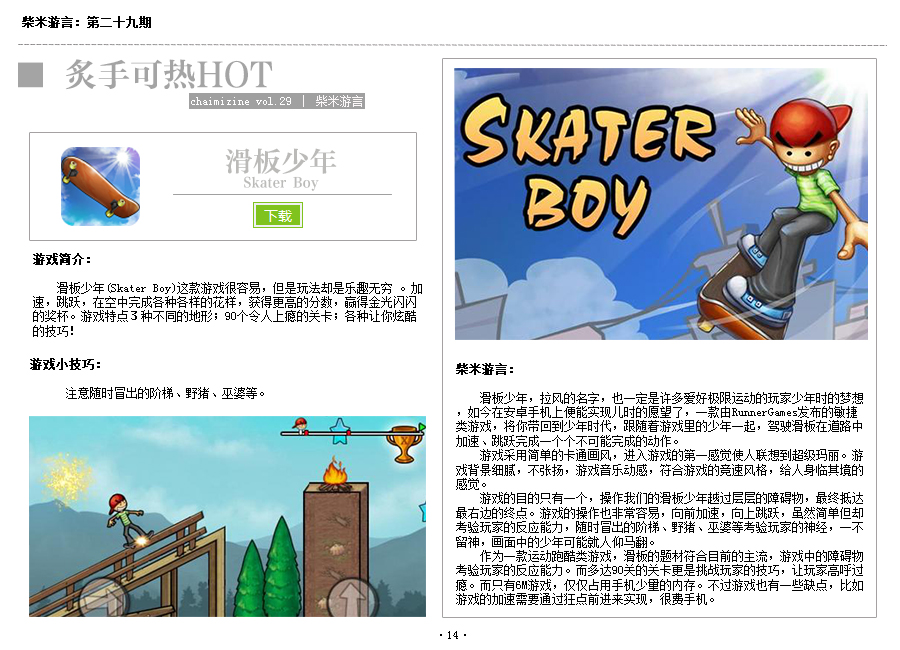 柴米游言：第二十九期
炙手可热HOT
chaimizine vol.29 | 柴米游言
滑板少年
Skater Boy
下载
游戏简介：
滑板少年(Skater Boy)这款游戏很容易，但是玩法却是乐趣无穷 。加
速，跳跃，在空中完成各种各样的花样，获得更高的分数，赢得金光闪闪
的奖杯。游戏特点３种不同的地形；90个令人上瘾的关卡；各种让你炫酷
的技巧！
游戏小技巧：
注意随时冒出的阶梯、野猪、巫婆等。
SKATER
BOY
柴米游言：
滑板少年，拉风的名字，也一定是许多爱好极限运动的玩家少年时的梦想
，如今在安卓手机上便能实现儿时的愿望了，一款由RunnerGames发布的敏捷
类游戏，将你带回到少年时代，跟随着游戏里的少年一起，驾驶滑板在道路中
加速、跳跃完成一个个不可能完成的动作。
游戏采用简单的卡通画风，进入游戏的第一感觉使人联想到超级玛丽。游
戏背景细腻，不张扬，游戏音乐动感，符合游戏的竞速风格，给人身临其境的
感觉。
游戏的目的只有一个，操作我们的滑板少年越过层层的障碍物，最终抵达
最右边的终点。游戏的操作也非常容易，向前加速，向上跳跃，虽然简单但却
考验玩家的反应能力，随时冒出的阶梯、野猪、巫婆等考验玩家的神经，一不
留神，画面中的少年可能就人仰马翻。
作为一款运动跑酷类游戏，滑板的题材符合目前的主流，游戏中的障碍物
考验玩家的反应能力。而多达90关的关卡更是挑战玩家的技巧，让玩家高呼过
瘾。而只有6M游戏，仅仅占用手机少量的内存。不过游戏也有一些缺点，比如
游戏的加速需要通过狂点前进来实现，很费手机。
·14·